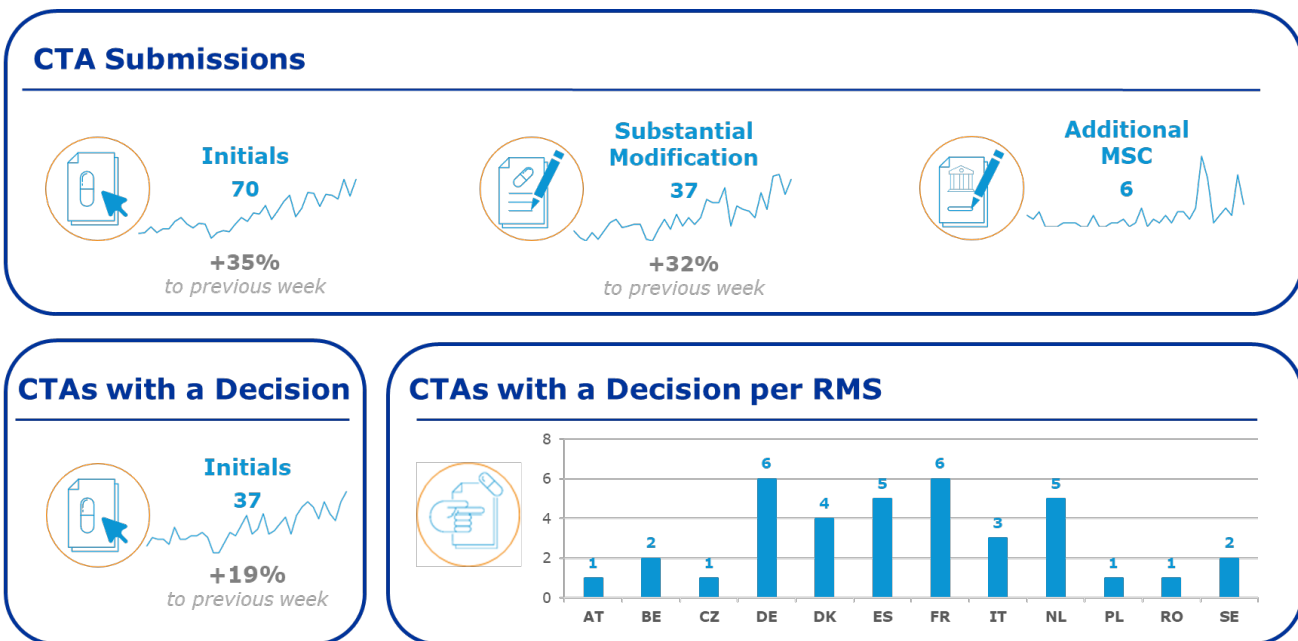 CTA Submissions
Initials
70
+35%
to previous week
Substantial
Modification
37
+32%
to previous week
Additional
MSC
6
CTAs with a Decision
Initials
37
+19%
to previous week
CTAs with a Decision per RMS
8
6
4
2
0
1
2
1
6
4
5
6
3
5
1
1
2
AT BE CZ DE DK ES FR IT NL PL RO SE